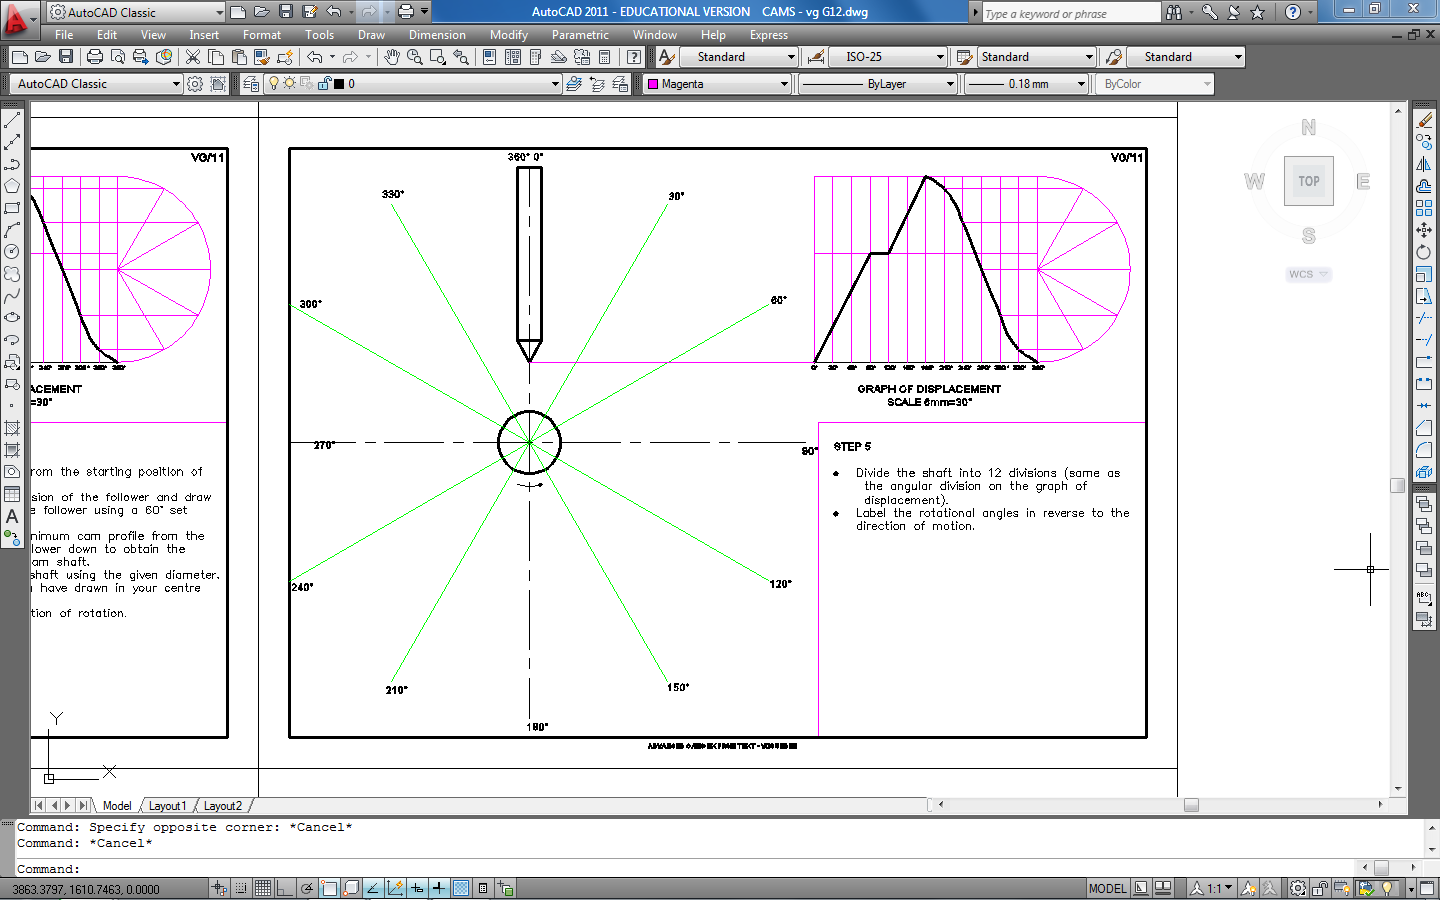 AutoCAD Classic
AutoCAD 2011 - EDUCATIONAL VERSION CAMS - vg G12.dwg
Type a keyword or phrase
File Edit View Insert Format Tools Draw Dimension Modify Parametric Window Help Express
Standard ISO-25 Standard Standard
AutoCAD Classic 0 Magenta ByLayer 0.18 mm ByColor
VG/11
360° 0°
VG/11
330°
30°
300°
60°
270°
90°
240°
120°
210°
150°
180°
ACEMENT
=30°
GRAPH OF DISPLACEMENT
SCALE 6mm=30°
rom the starting position of
sion of the follower and draw
e follower using a 60° set
nimum cam profile from the
lower down to obtain the
am shaft.
shaft using the given diameter.
have drawn in your centre
tion of rotation.
STEP 5
● Divide the shaft into 12 divisions (same as
the angular division on the graph of
displacement).
● Label the rotational angles in reverse to the
direction of motion.
N
W TOP E
S
WCS
Y
X
Model Layout1 Layout2
Command: Specify opposite corner: *Cancel*
Command: *Cancel*
Command:
3863.3797, 1610.7463, 0.0000
MODEL
1:1